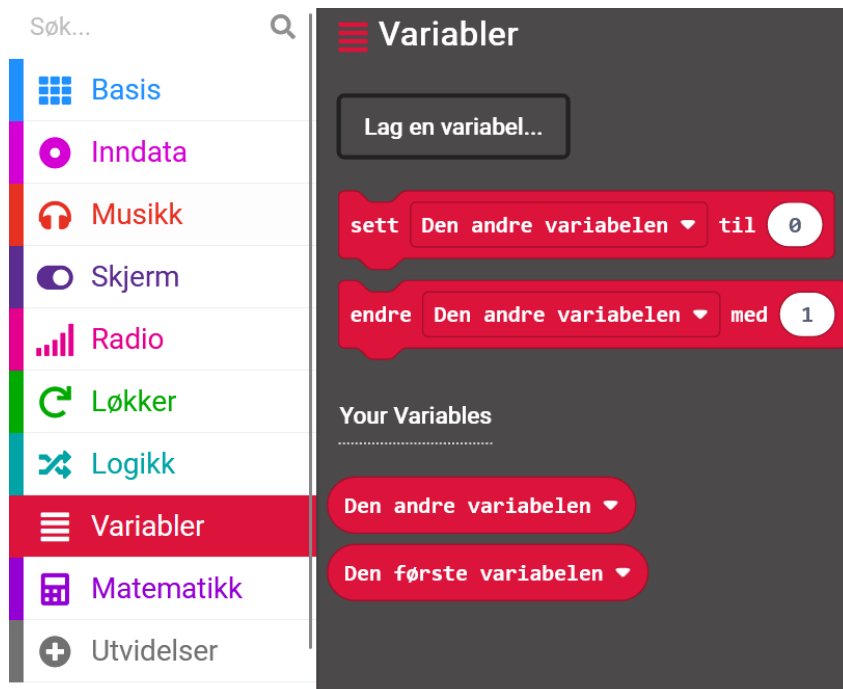 Søk...
Basis
Inndata
Musikk
Skjerm
Radio
Løkker
Logikk
Variabler
Matematikk
Utvidelser
Variabler
Lag en variabel...
sett Den andre variabelen til 0
endre Den andre variabelen med 1
Your Variables
Den andre variabelen
Den første variabelen